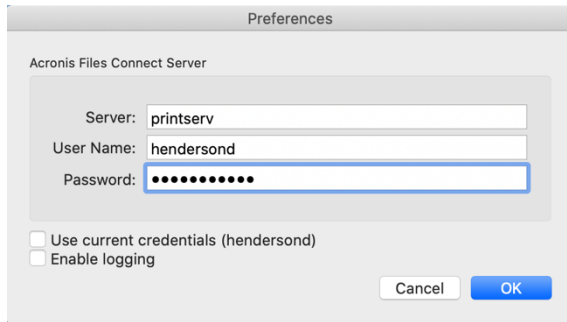 Preferences
Acronis Files Connect Server
Server: printserv
User Name: hendersond
Password: •••••••••••
Use current credentials (hendersond)
Enable logging
Cancel OK